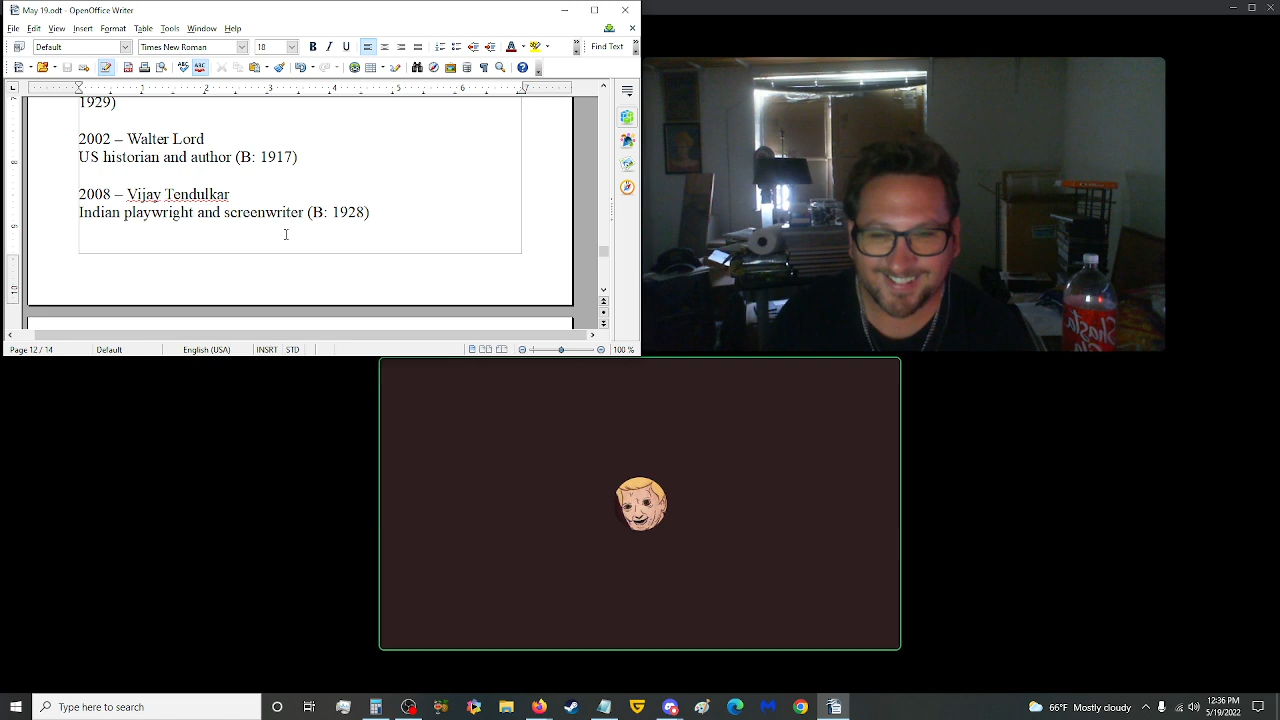 May 19.odt - OpenOffice Writer
File Edit View Insert Format Table Tools Window Help
Default Times New Roman 18 B I U Find Text
1929)
2002 – Walter Lord
US historian and author (B: 1917)
2008 – Vijay Tendulkar
Indian playwright and screenwriter (B: 1928)
Page 12 / 14 Default English (USA) INSRT STD 100 %
Shasta
Type here to search
66°F Mostly cloudy
12:36 PM
5/19/2022